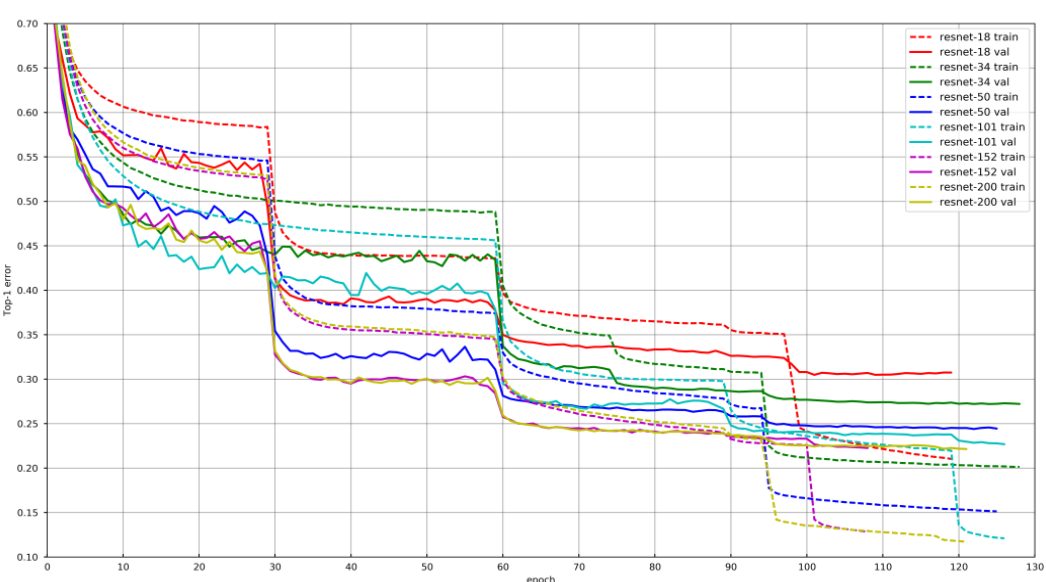 0.70
0.65
0.60
0.55
0.50
0.45
0.40
0.35
0.30
0.25
0.20
0.15
0.10
Top-1 error
0 10 20 30 40 50 60 70 80 90 100 110 120 130
epoch
resnet-18 train
resnet-18 val
resnet-34 train
resnet-34 val
resnet-50 train
resnet-50 val
resnet-101 train
resnet-101 val
resnet-152 train
resnet-152 val
resnet-200 train
resnet-200 val